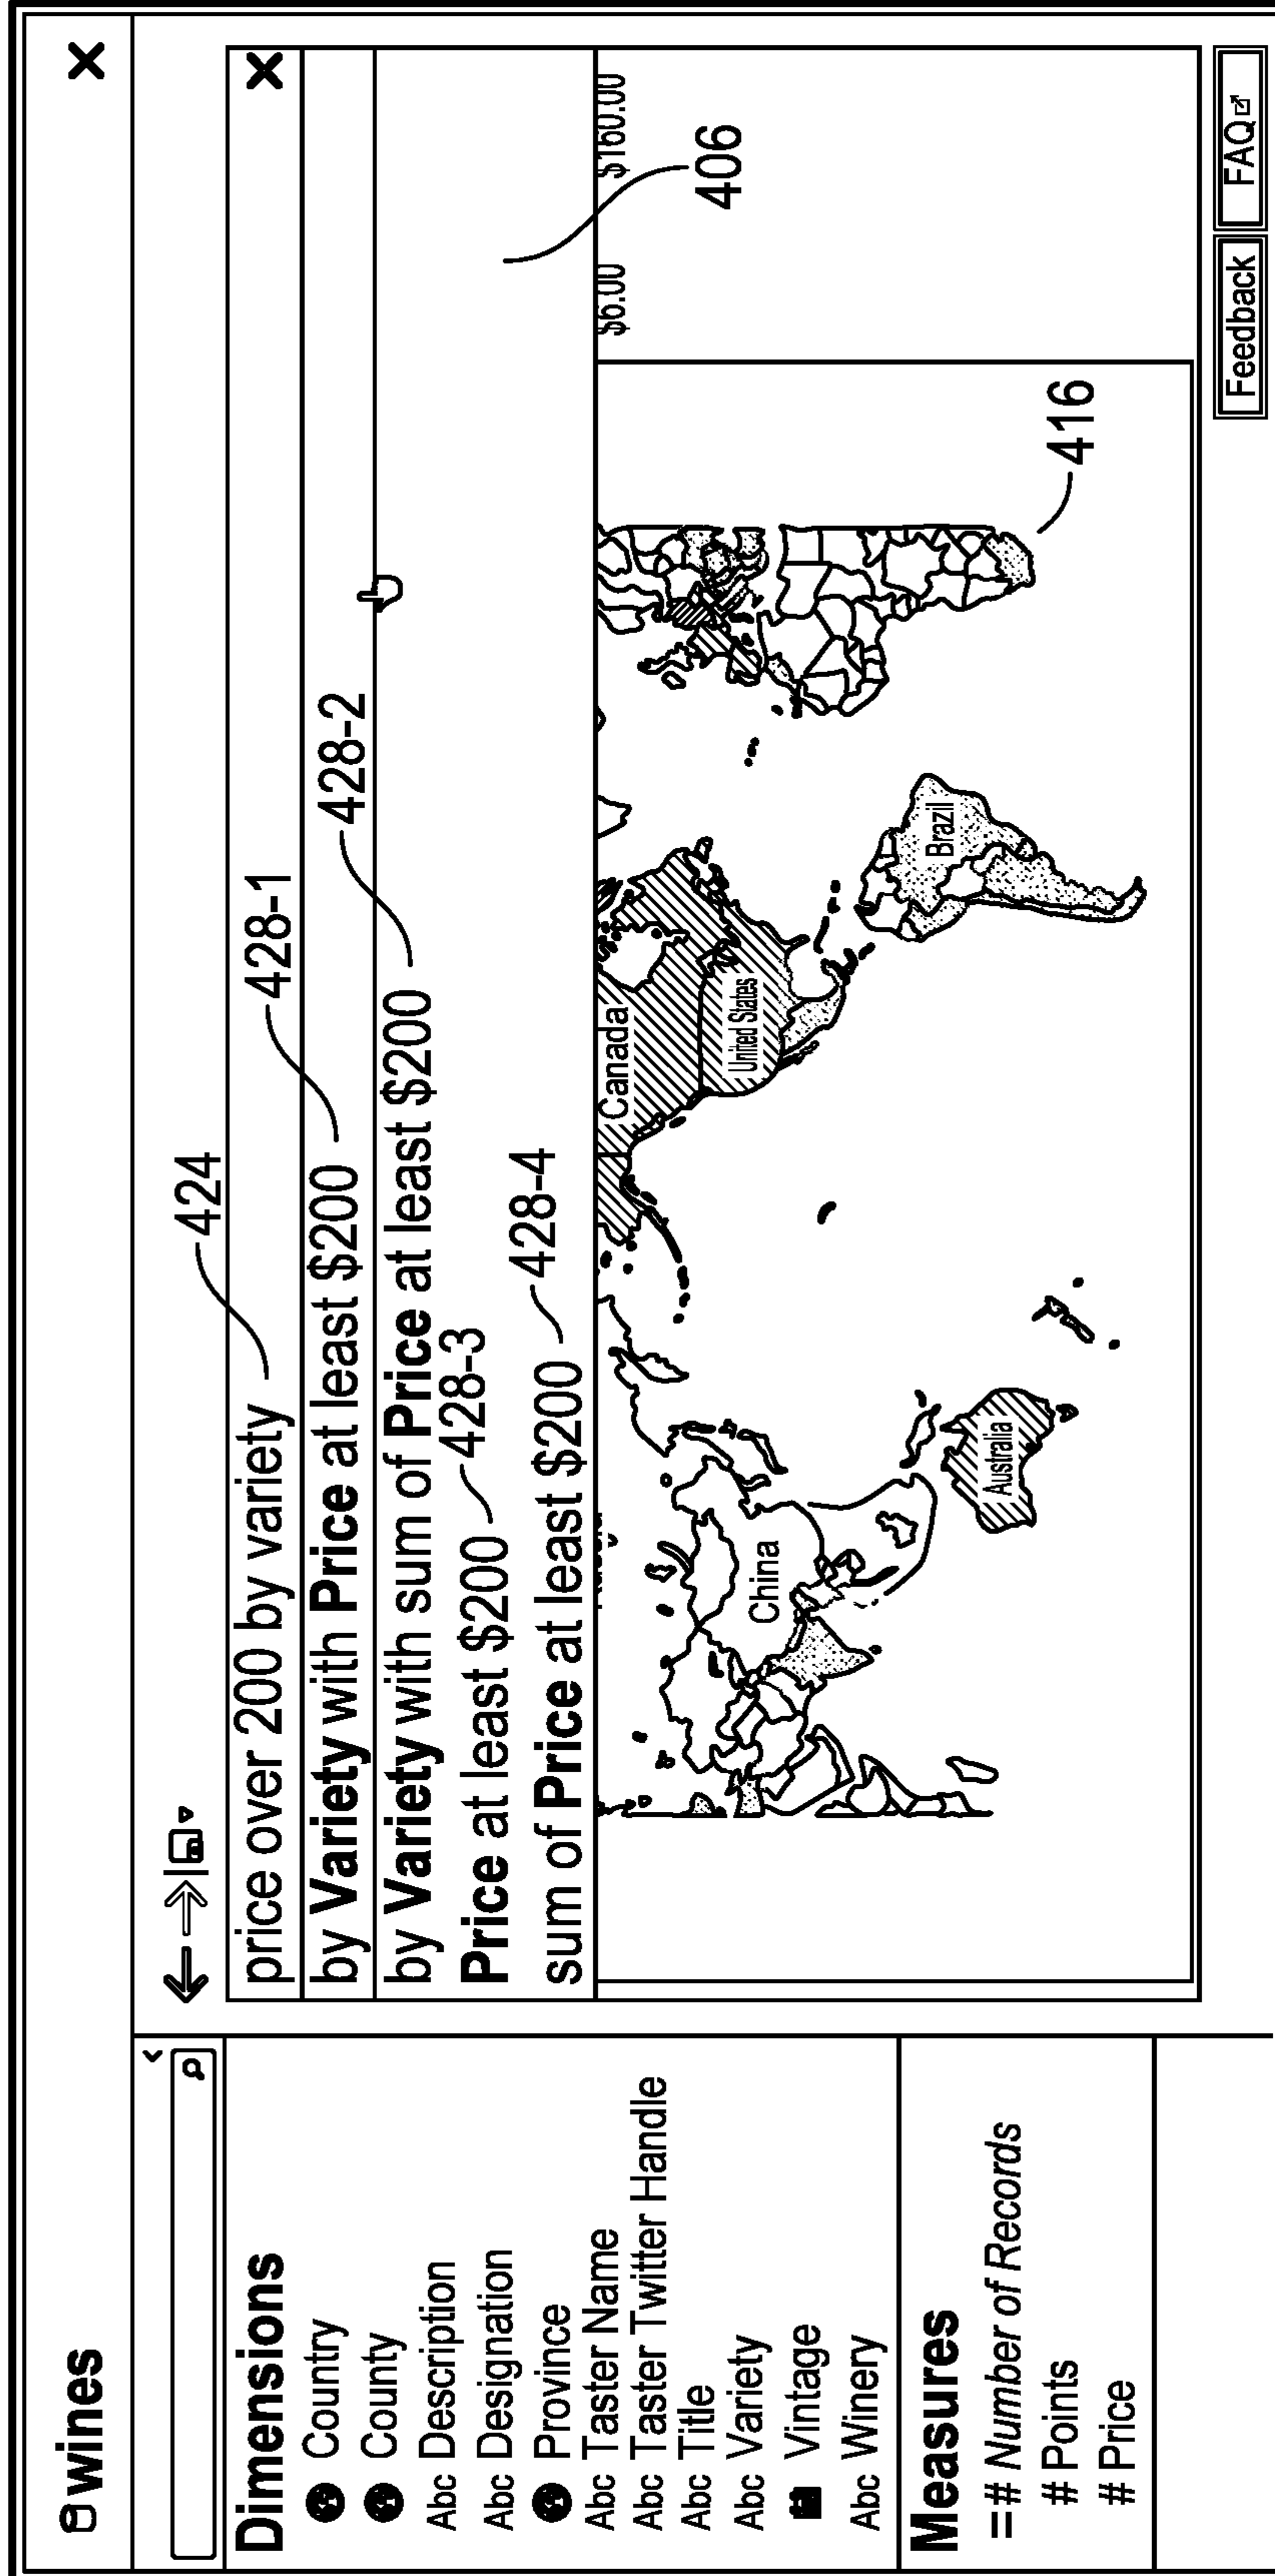 wines
Dimensions
Country
County
Abc Description
Abc Designation
Province
Abc Taster Name
Abc Taster Twitter Handle
Abc Title
Abc Variety
Vintage
Abc Winery
Measures
=# Number of Records
# Points
# Price
424
price over 200 by variety
428-1
by Variety with Price at least $200
428-2
by Variety with sum of Price at least $200
428-3
Price at least $200
428-4
sum of Price at least $200
406
$6.00
$160.00
Canada
United States
China
Brazil
Australia
416
Feedback
FAQ